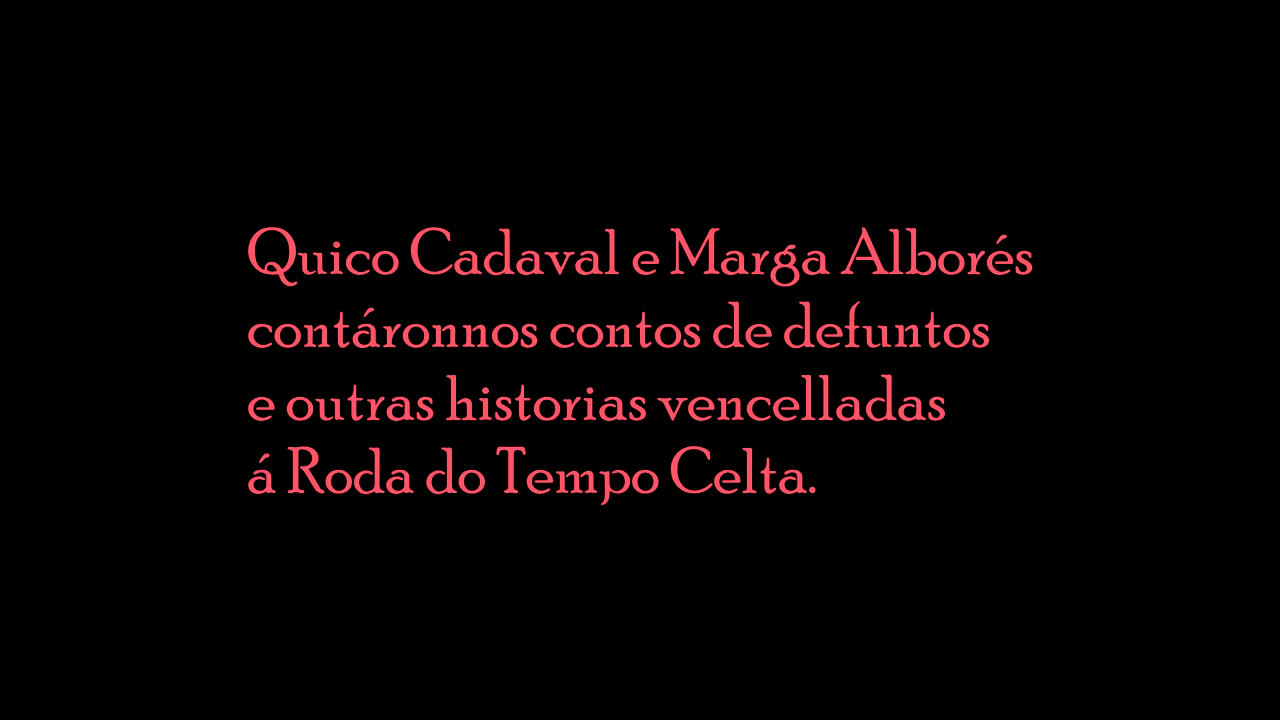 Quico Cadaval e Marga Alborés
contáronnos contos de defuntos
e outras historias vencelladas
á Roda do Tempo Celta.